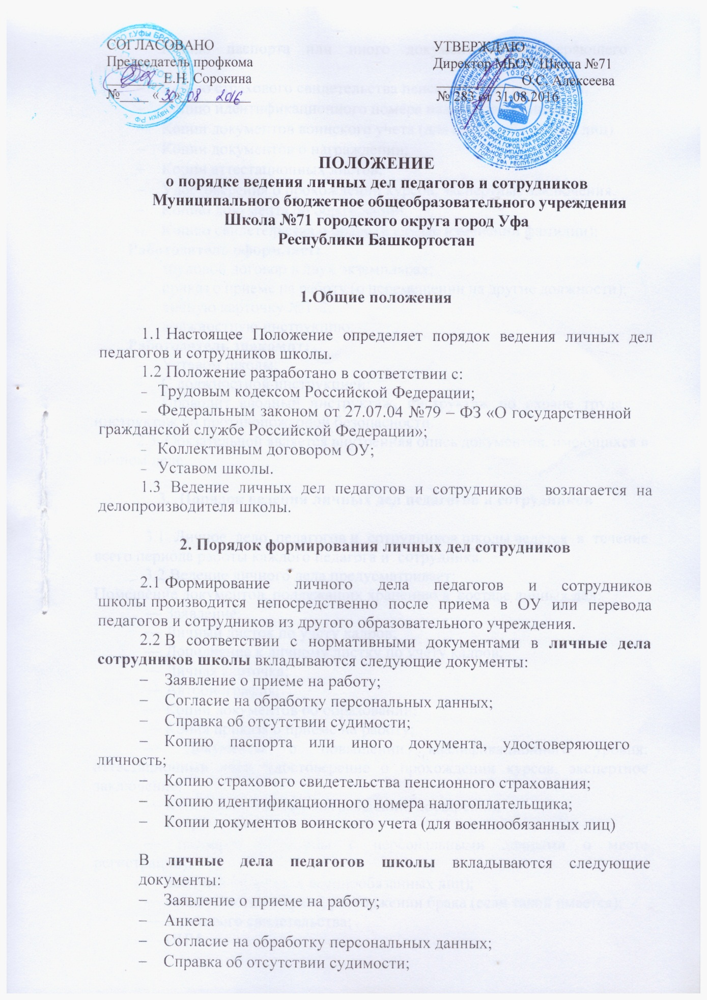 СОГЛАСОВАНО
Председатель профкома
Е.Н. Сорокина
№ «30» 08 2016
УТВЕРЖДАЮ
Директор МБОУ Школа №71
О.С. Алексеева
№ 283 от 31.08.2016
ПОЛОЖЕНИЕ
о порядке ведения личных дел педагогов и сотрудников
Муниципального бюджетное общеобразовательного учреждения
Школа №71 городского округа город Уфа
Республики Башкортостан
1.Общие положения
1.1 Настоящее Положение определяет порядок ведения личных дел
педагогов и сотрудников школы.
1.2 Положение разработано в соответствии с:
– Трудовым кодексом Российской Федерации;
– Федеральным законом от 27.07.04 №79 – ФЗ «О государственной
гражданской службе Российской Федерации»;
– Коллективным договором ОУ;
– Уставом школы.
1.3 Ведение личных дел педагогов и сотрудников возлагается на
делопроизводителя школы.
2. Порядок формирования личных дел сотрудников
2.1 Формирование личного дела педагогов и сотрудников
школы производится непосредственно после приема в ОУ или перевода
педагогов и сотрудников из другого образовательного учреждения.
2.2 В соответствии с нормативными документами в личные дела
сотрудников школы вкладываются следующие документы:
– Заявление о приеме на работу;
– Согласие на обработку персональных данных;
– Справка об отсутствии судимости;
– Копию паспорта или иного документа, удостоверяющего
личность;
– Копию страхового свидетельства пенсионного страхования;
– Копию идентификационного номера налогоплательщика;
– Копии документов воинского учета (для военнообязанных лиц)
В личные дела педагогов школы вкладываются следующие
документы:
– Заявление о приеме на работу;
– Анкета
– Согласие на обработку персональных данных;
– Справка об отсутствии судимости;